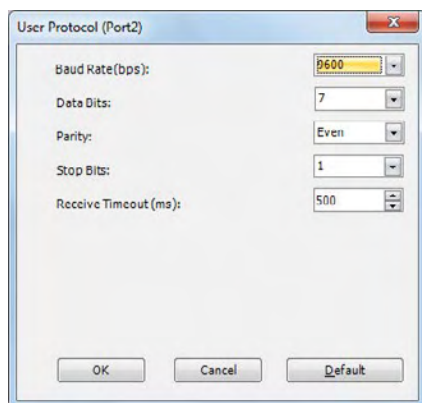 User Protocol (Port2)
Baud Rate(bps): 9600
Data Bits: 7
Parity: Even
Stop Bits: 1
Receive Timeout (ms): 500
OK Cancel Default